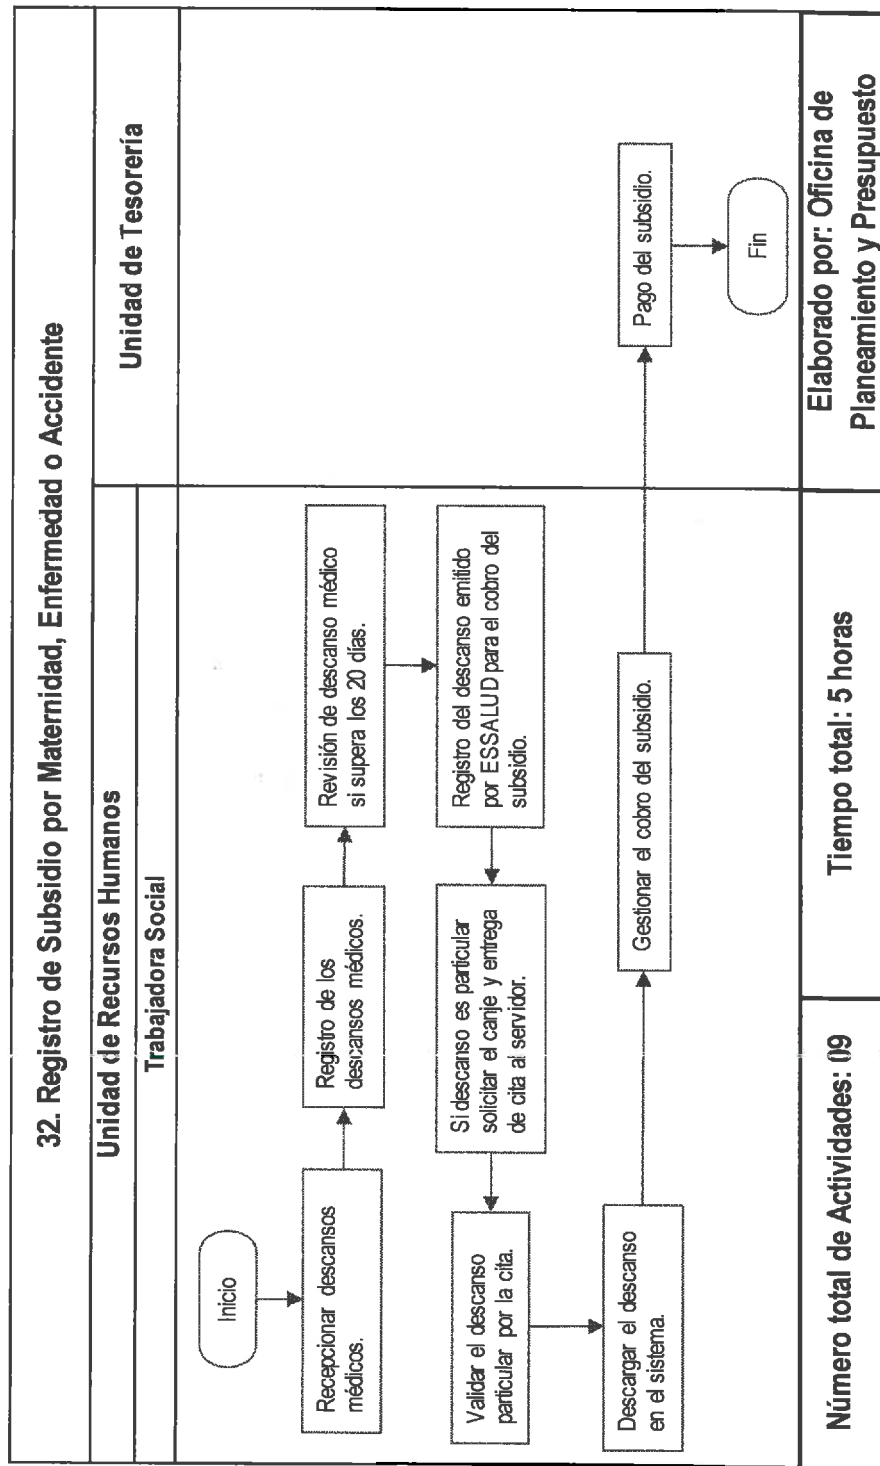 32. Registro de Subsidio por Maternidad, Enfermedad o Accidente
Unidad de Recursos Humanos
Unidad de Tesorería
Trabajadora Social
Inicio
Recepcionar descansos
médicos.
Registro de los
descansos médicos.
Revisión de descanso médico
si supera los 20 días.
Registro del descanso emitido
por ESSALUD para el cobro del
subsidio.
Si descanso es particular
solicitar el canje y entrega
de cita al servidor.
Validar el descanso
particular por la cita.
Descargar el descanso
en el sistema.
Gestionar el cobro del subsidio.
Pago del subsidio.
Fin
Número total de Actividades: 09
Tiempo total: 5 horas
Elaborado por: Oficina de
Planeamiento y Presupuesto